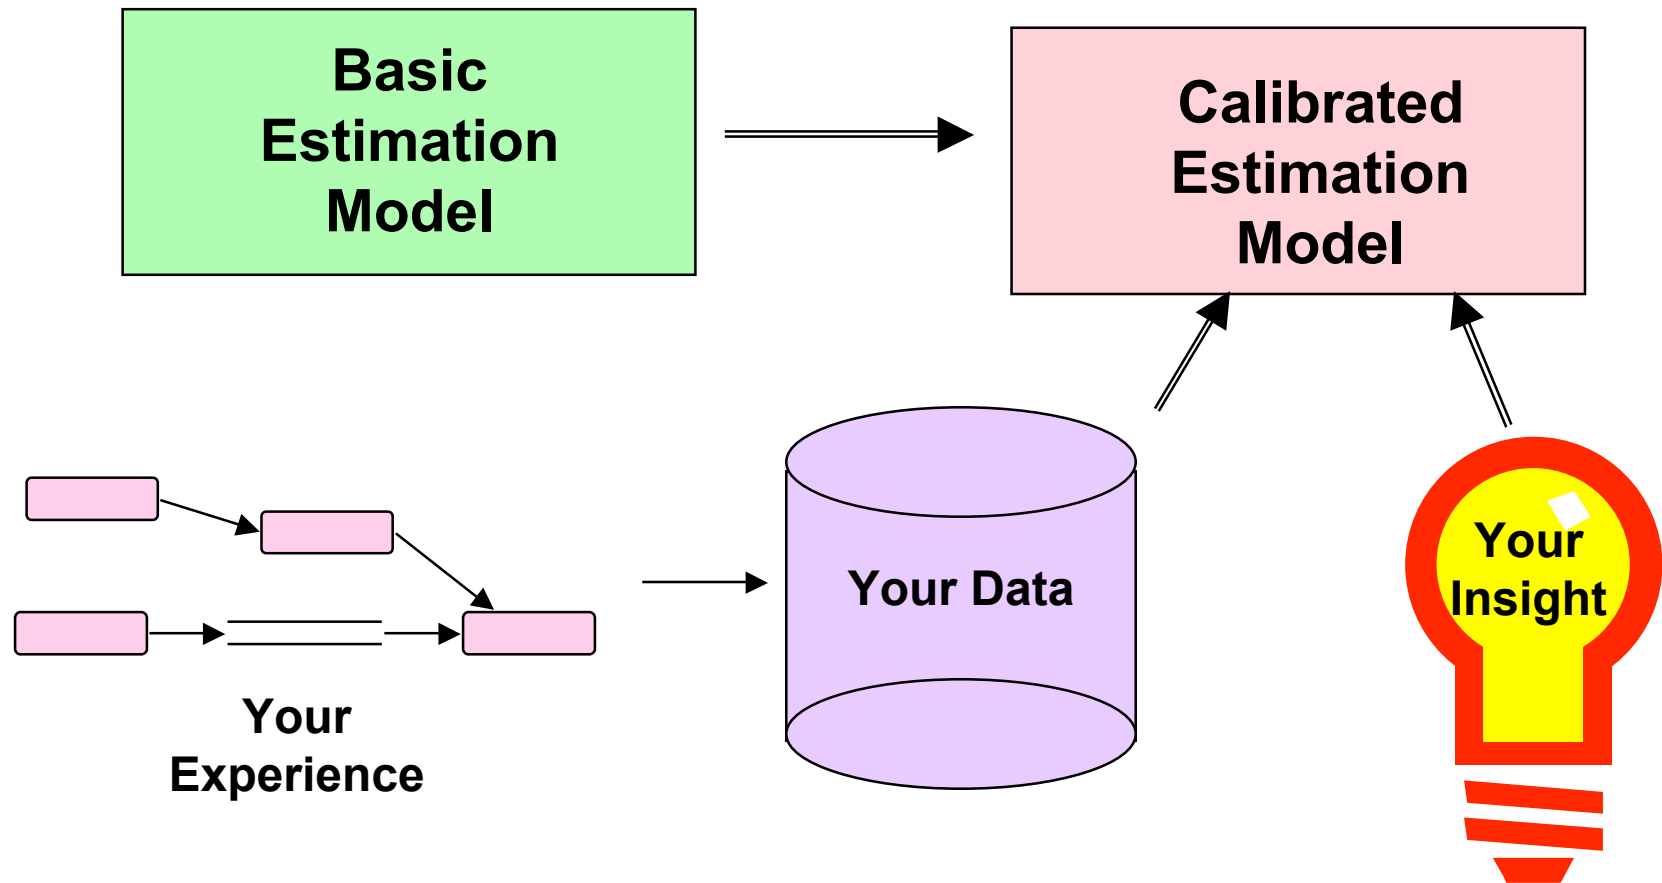 Basic
Estimation
Model
Calibrated
Estimation
Model
Your
Experience
Your Data
Your
Insight